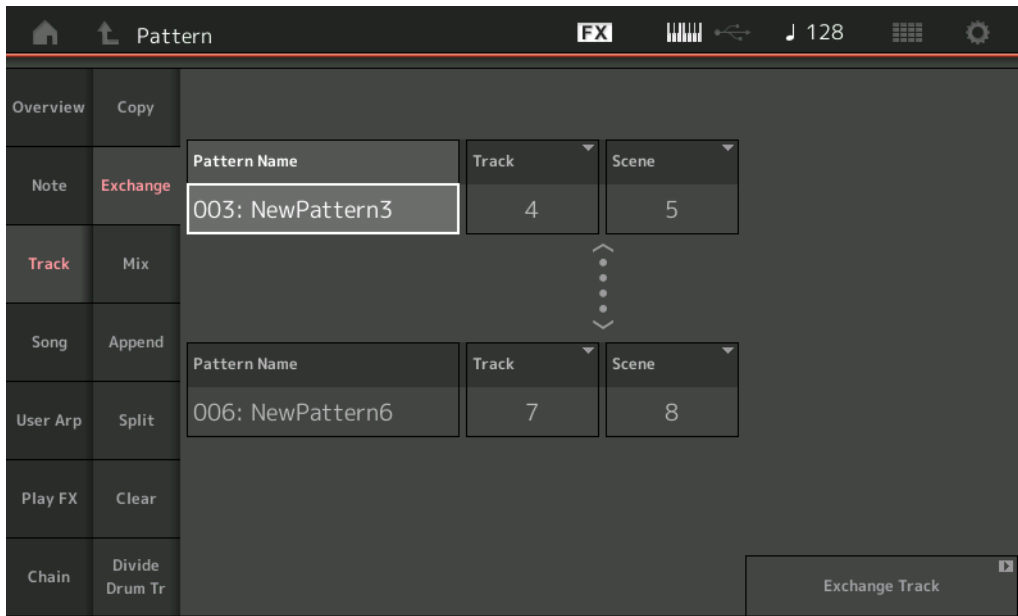 Pattern
FX
128
Overview
Copy
Note
Exchange
Track
Mix
Song
Append
User Arp
Split
Play FX
Clear
Chain
Divide
Drum Tr
Pattern Name
Track
Scene
003: NewPattern3
4
5
Pattern Name
Track
Scene
006: NewPattern6
7
8
Exchange Track